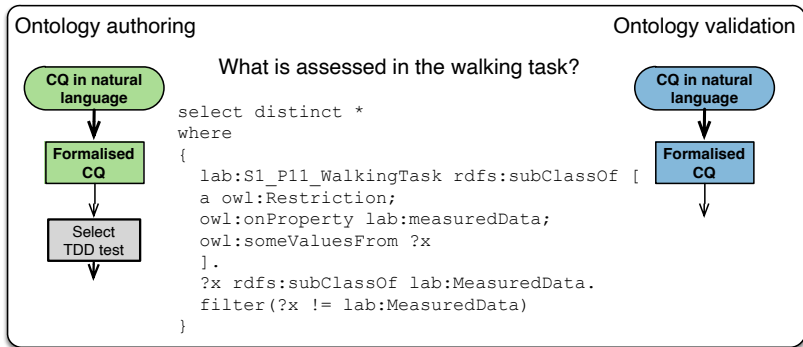 Ontology authoring
Ontology validation
CQ in natural
language
Formalised
CQ
Select
TDD test
What is assessed in the walking task?
select distinct *
where
{
lab:S1_P11_WalkingTask rdfs:subClassOf [
a owl:Restriction;
owl:onProperty lab:measuredData;
owl:someValuesFrom ?x
].
?x rdfs:subClassOf lab:MeasuredData.
filter(?x != lab:MeasuredData)
}
CQ in natural
language
Formalised
CQ